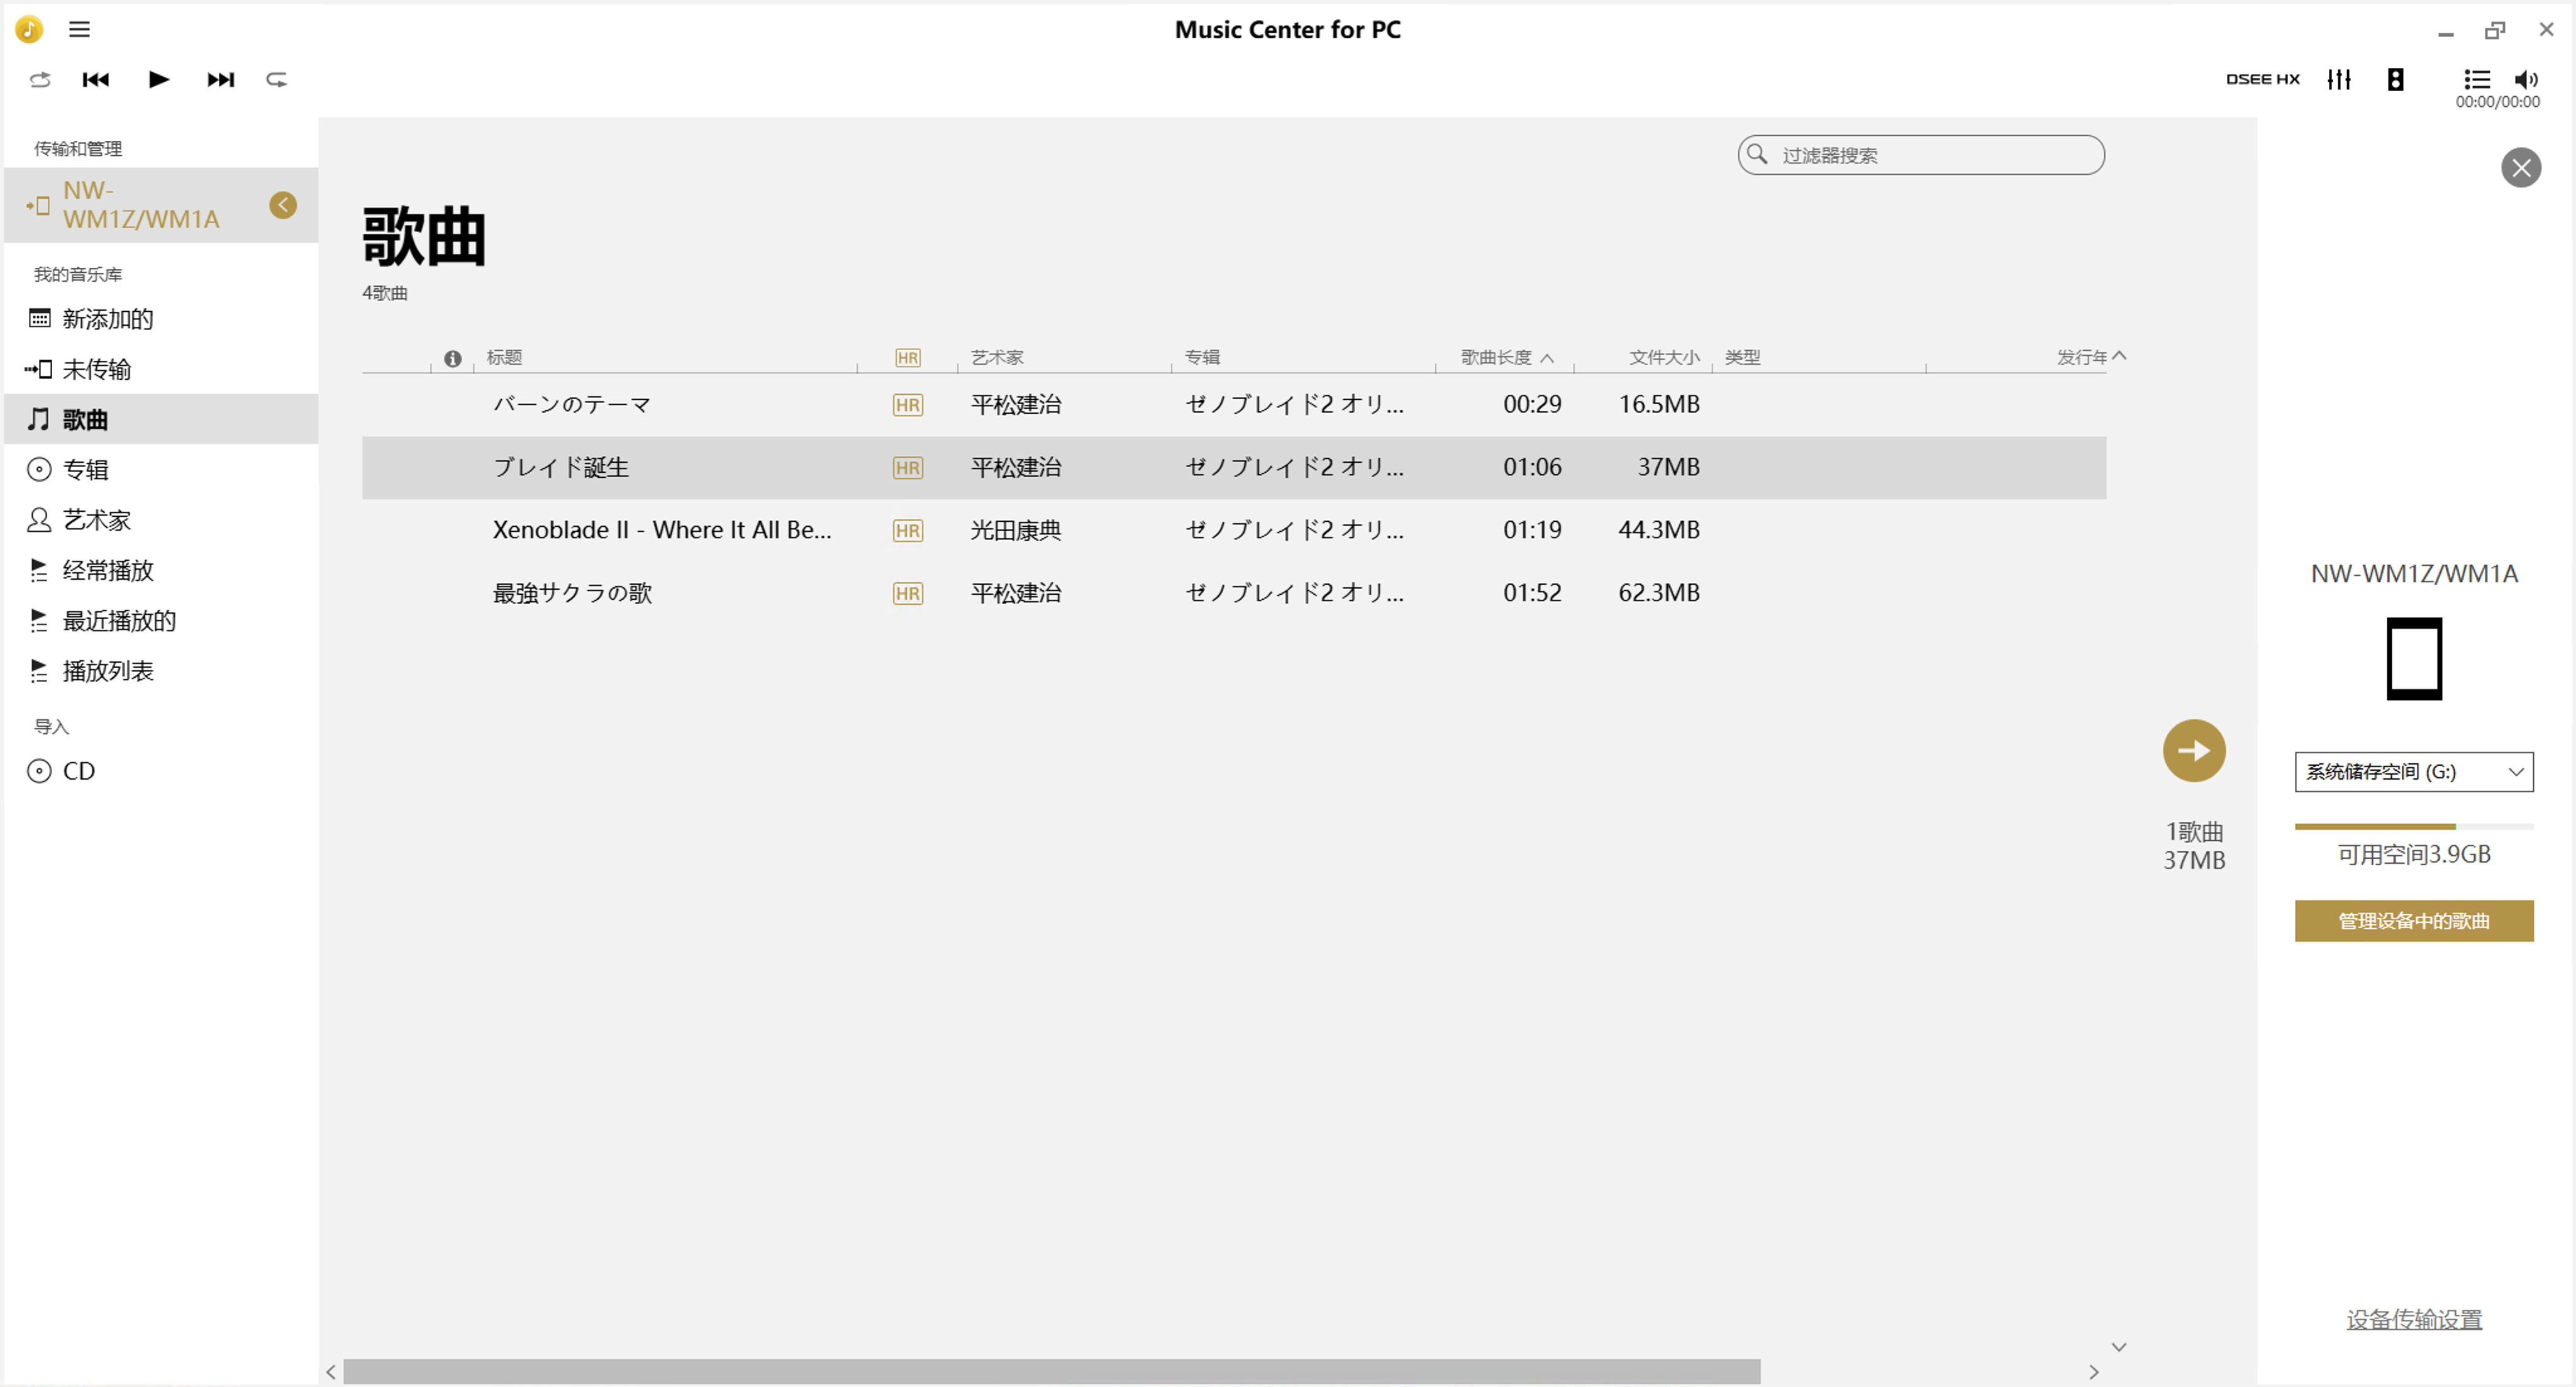 Music Center for PC
DSEE HX
00:00/00:00
传输和管理
NW-
WM1Z/WM1A
我的音乐库
新添加的
未传输
歌曲
专辑
艺术家
经常播放
最近播放的
播放列表
导入
CD
过滤器搜索
歌曲
4歌曲
标题 HR 艺术家 专辑 歌曲长度 文件大小 类型 发行年
バーンのテーマ HR 平松建治 ゼノブレイド2 オリ... 00:29 16.5MB
ブレイド誕生 HR 平松建治 ゼノブレイド2 オリ... 01:06 37MB
Xenoblade II - Where It All Be... HR 光田康典 ゼノブレイド2 オリ... 01:19 44.3MB
最強サクラの歌 HR 平松建治 ゼノブレイド2 オリ... 01:52 62.3MB
1歌曲
37MB
NW-WM1Z/WM1A
系统储存空间 (G:)
可用空间3.9GB
管理设备中的歌曲
设备传输设置